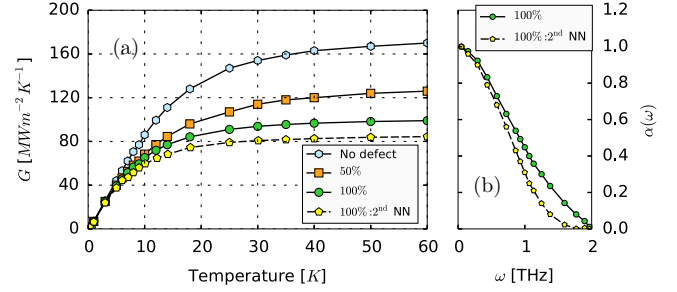 (a)
G [MWm⁻² K⁻¹]
200
160
120
80
40
0
0 10 20 30 40 50 60
Temperature [K]
No defect
50%
100%
100%:2ⁿᵈ NN
(b)
100%
100%:2ⁿᵈ NN
1.2
1.0
0.8
0.6
0.4
0.2
0.0
α(ω)
0 1 2
ω [THz]